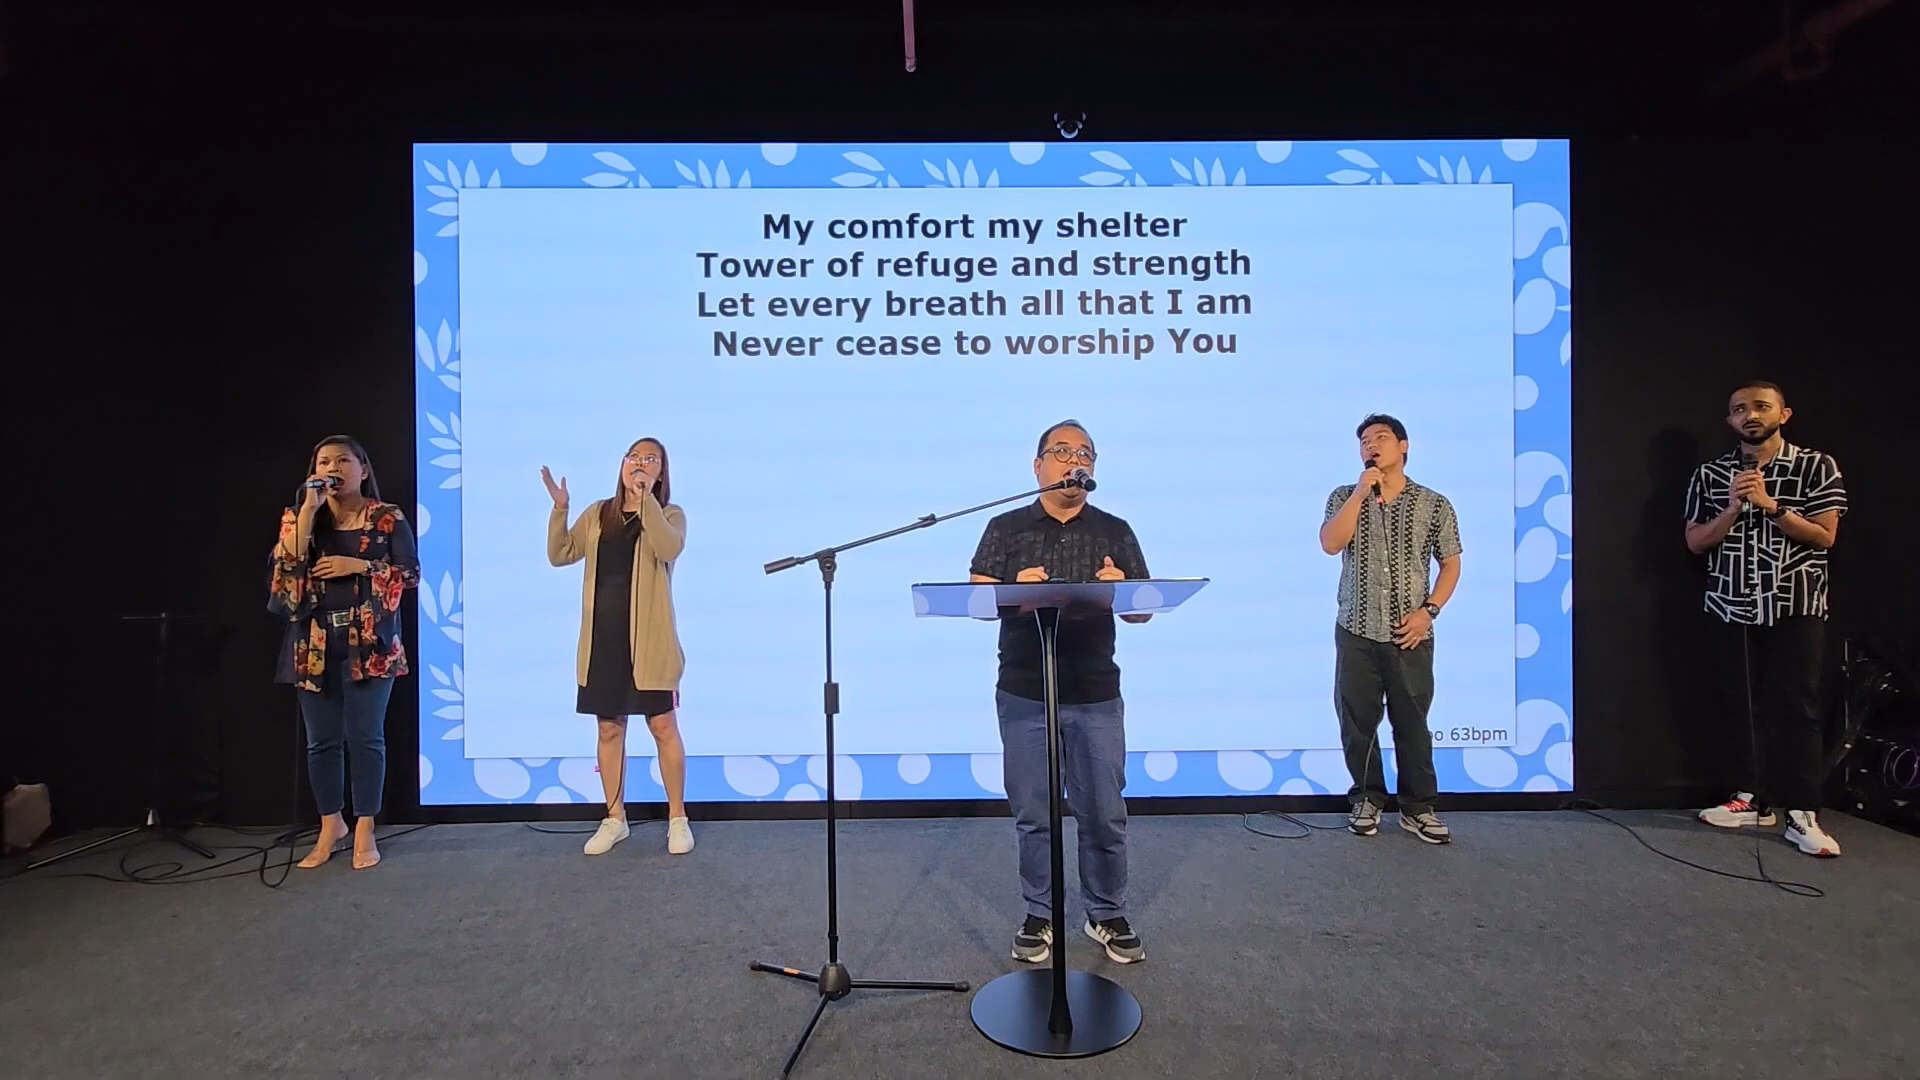 My comfort my shelter
Tower of refuge and strength
Let every breath all that I am
Never cease to worship You
63bpm